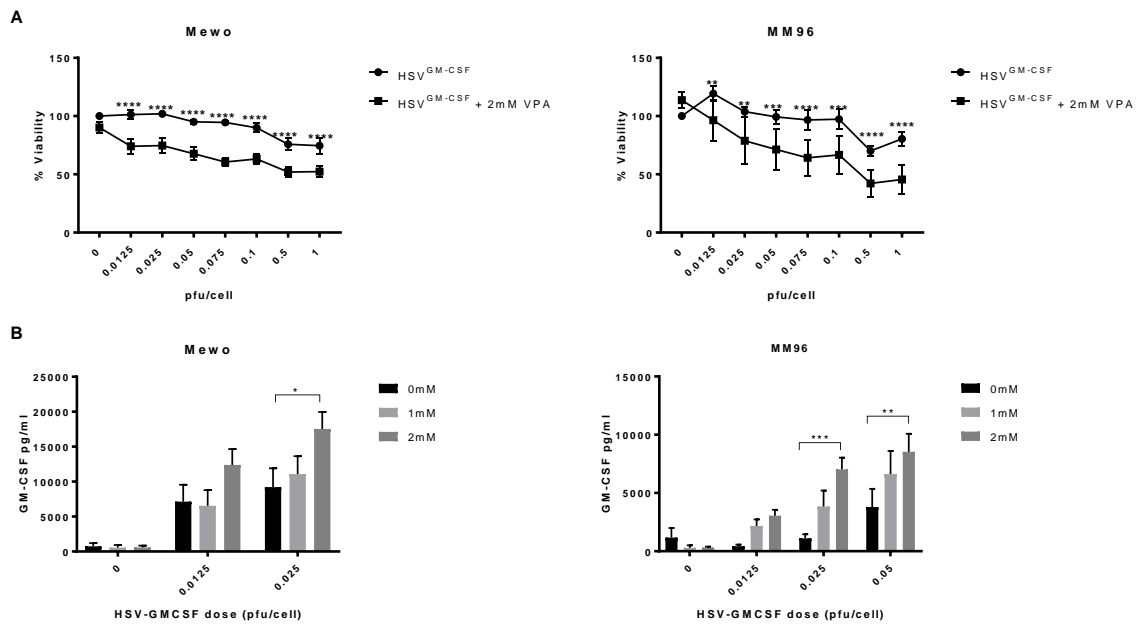 A
Mewo
150
100
50
0
% Viability
**** **** **** **** **** **** ****
0 0.0125 0.025 0.05 0.075 0.1 0.5 1
pfu/cell
HSV^GM-CSF
HSV^GM-CSF + 2mM VPA
MM96
150
100
50
0
% Viability
** ** *** **** *** **** ****
0 0.0125 0.025 0.05 0.075 0.1 0.5 1
pfu/cell
HSV^GM-CSF
HSV^GM-CSF + 2mM VPA
B
Mewo
25000
20000
15000
10000
5000
0
GM-CSF pg/ml
*
0 0.0125 0.025
HSV-GMCSF dose (pfu/cell)
0mM
1mM
2mM
MM96
15000
10000
5000
0
GM-CSF pg/ml
*** **
0 0.0125 0.025 0.05
HSV-GMCSF dose (pfu/cell)
0mM
1mM
2mM